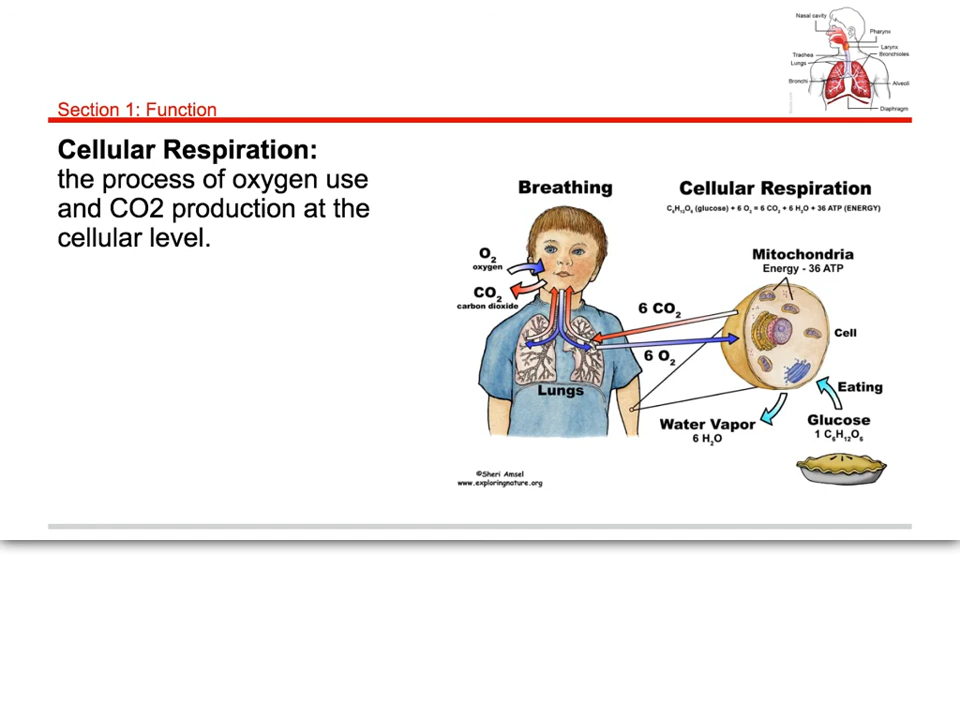 Nasal cavity
Pharynx
Larynx
Trachea
Bronchioles
Lungs
Bronchi
Alveoli
Diaphragm
Section 1: Function
Cellular Respiration:
the process of oxygen use
and CO2 production at the
cellular level.
Breathing
Cellular Respiration
C₆H₁₂O₆ (glucose) + 6 O₂ = 6 CO₂ + 6 H₂O + 36 ATP (ENERGY)
O₂
oxygen
CO₂
carbon dioxide
Lungs
Mitochondria
Energy - 36 ATP
6 CO₂
6 O₂
Cell
Eating
Water Vapor
6 H₂O
Glucose
1 C₆H₁₂O₆
©Sheri Amsel
www.exploringnature.org